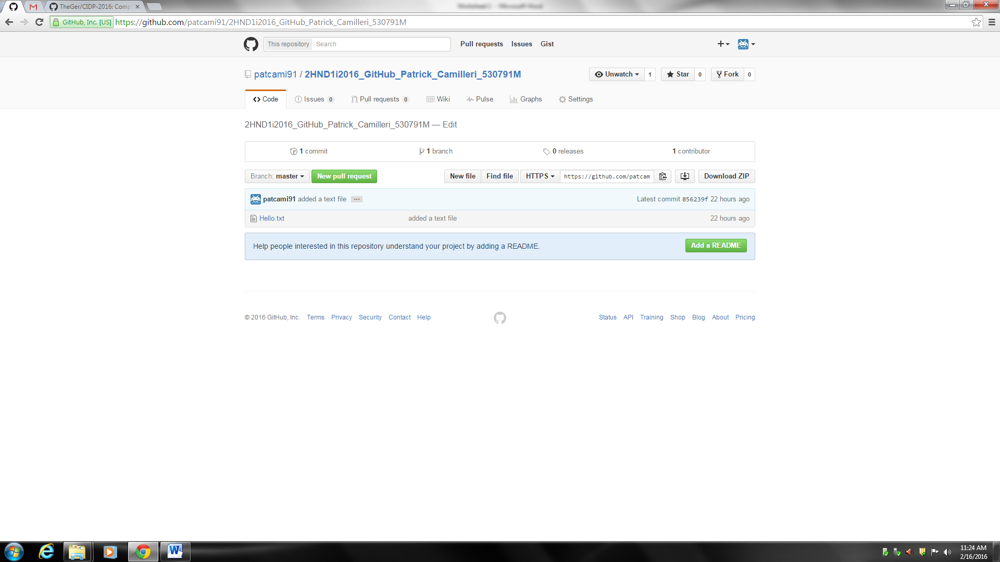 TheGer/CIDP-2016: Comp
Worksheet 1 - Microsoft Word
GitHub, Inc. [US] https://github.com/patcami91/2HND1i2016_GitHub_Patrick_Camilleri_530791M
This repository Search Pull requests Issues Gist
patcami91 / 2HND1i2016_GitHub_Patrick_Camilleri_530791M Unwatch 1 Star 0 Fork 0
Code Issues 0 Pull requests 0 Wiki Pulse Graphs Settings
2HND1i2016_GitHub_Patrick_Camilleri_530791M — Edit
1 commit 1 branch 0 releases 1 contributor
Branch: master New pull request New file Find file HTTPS https://github.com/patcam Download ZIP
patcami91 added a text file ... Latest commit 856239f 22 hours ago
Hello.txt added a text file 22 hours ago
Help people interested in this repository understand your project by adding a README. Add a README
© 2016 GitHub, Inc. Terms Privacy Security Contact Help Status API Training Shop Blog About Pricing
11:24 AM
2/16/2016